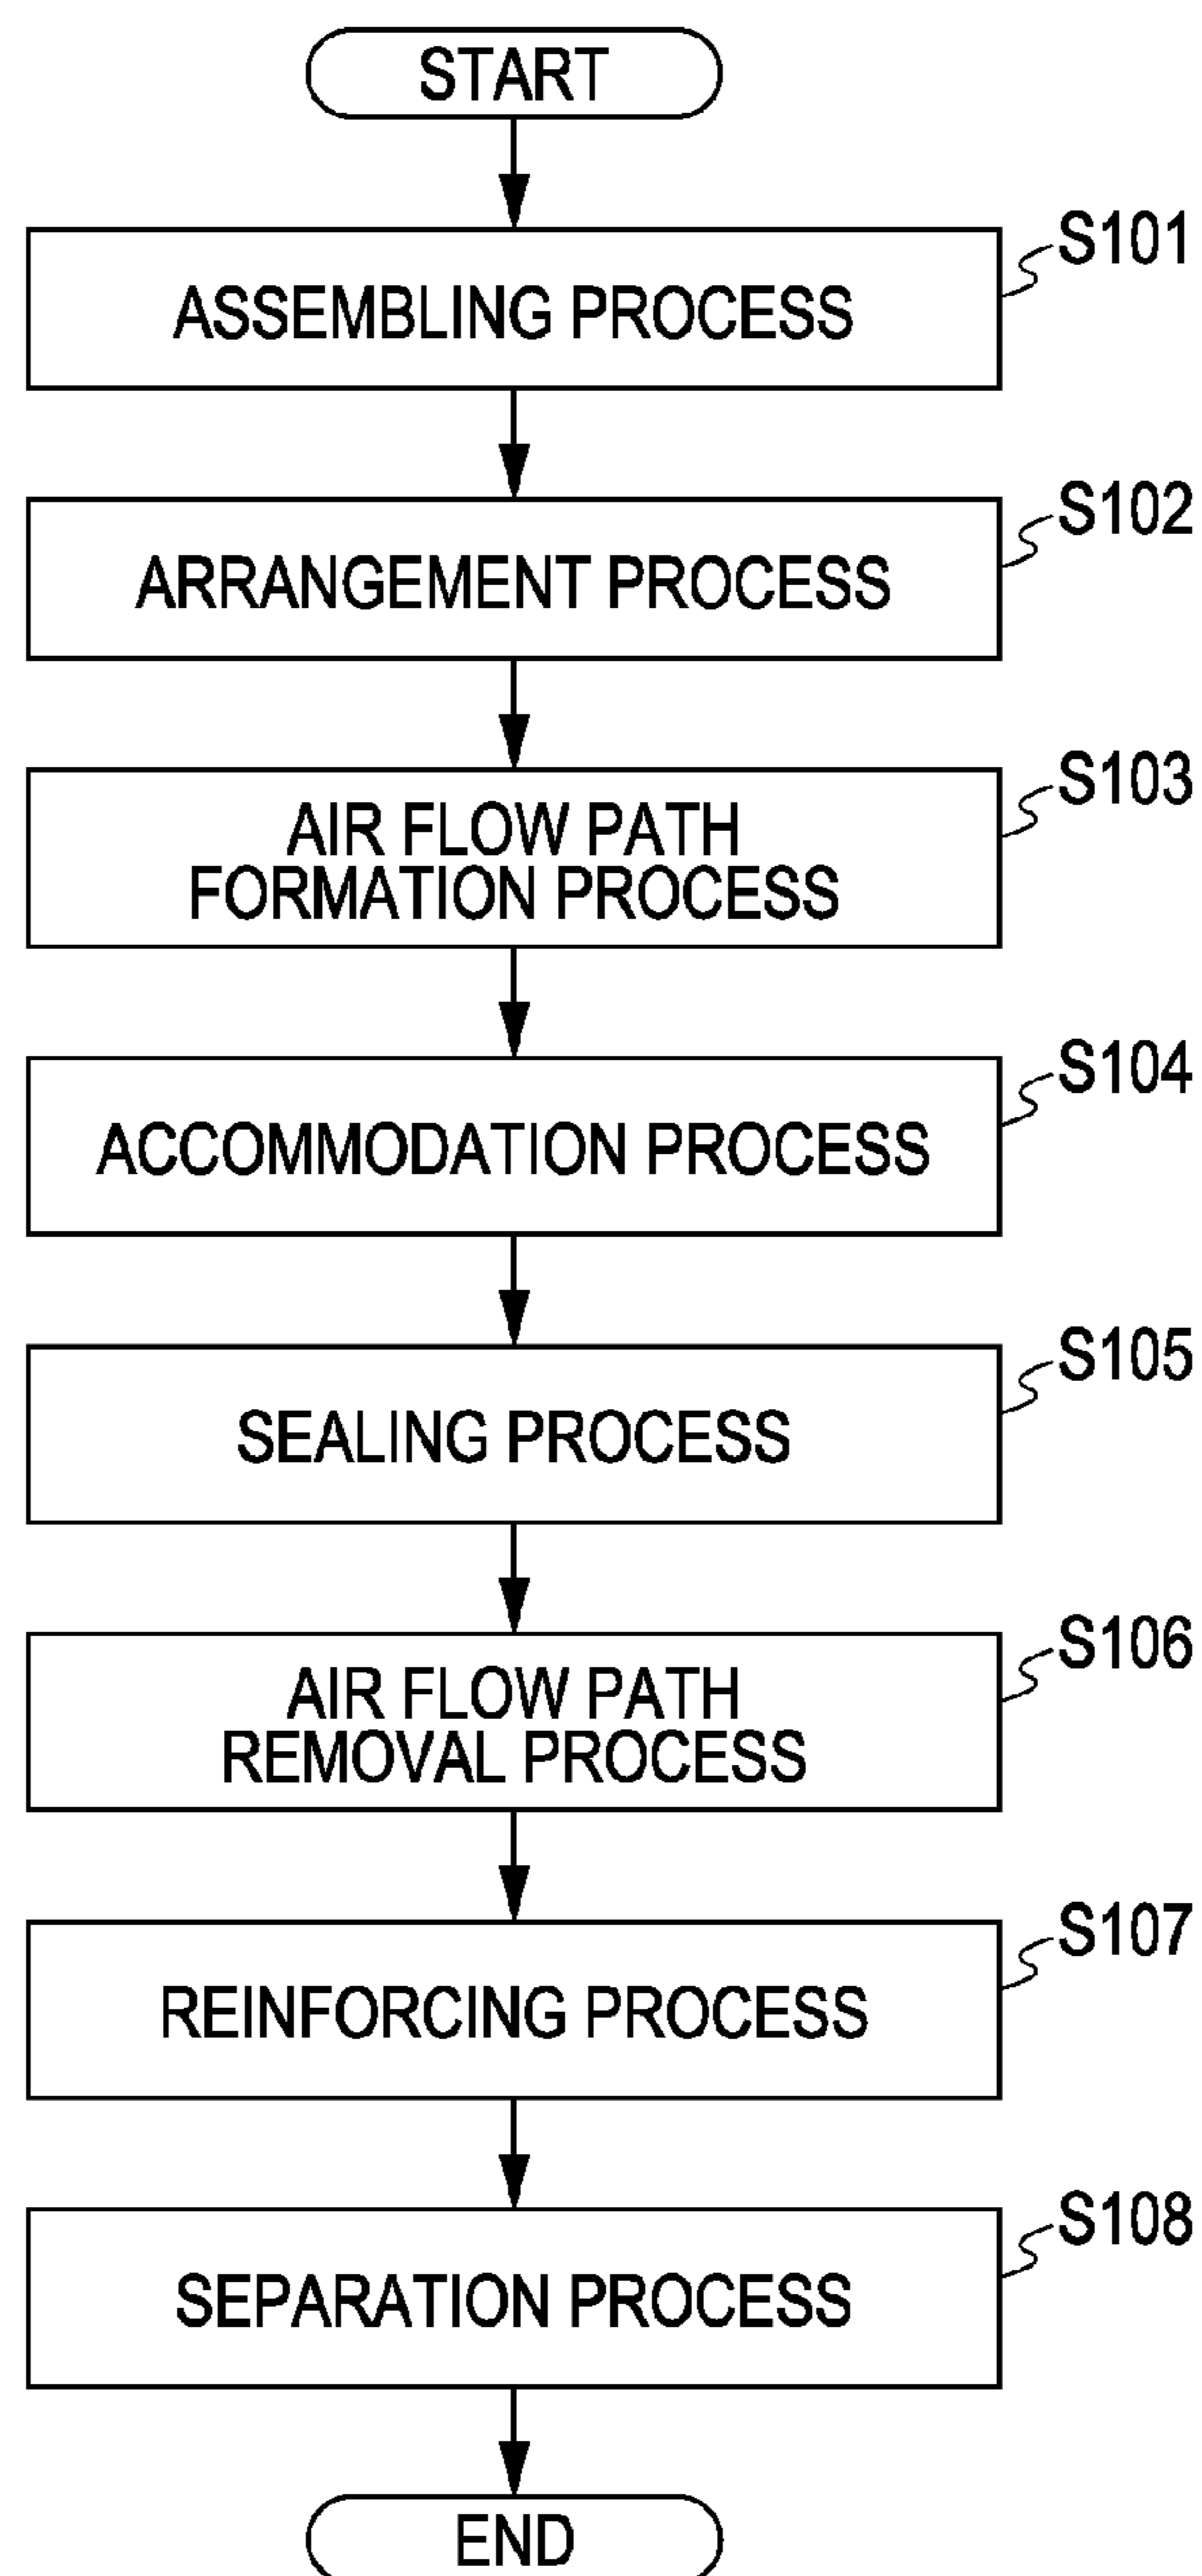 START
S101
ASSEMBLING PROCESS
S102
ARRANGEMENT PROCESS
S103
AIR FLOW PATH
FORMATION PROCESS
S104
ACCOMMODATION PROCESS
S105
SEALING PROCESS
S106
AIR FLOW PATH
REMOVAL PROCESS
S107
REINFORCING PROCESS
S108
SEPARATION PROCESS
END